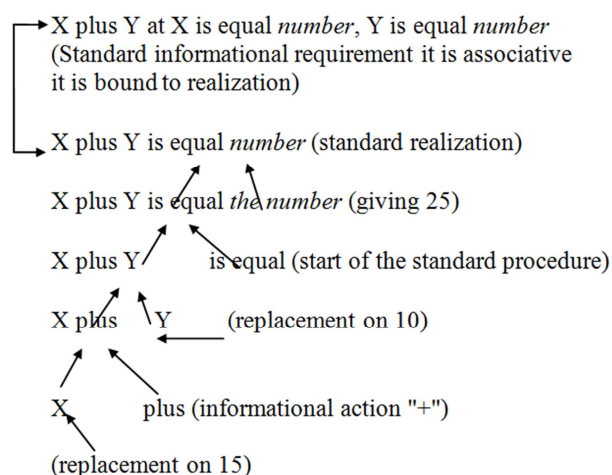 X plus Y at X is equal number, Y is equal number
(Standard informational requirement it is associative
it is bound to realization)
X plus Y is equal number (standard realization)
X plus Y is equal the number (giving 25)
X plus Y is equal (start of the standard procedure)
X plus Y (replacement on 10)
X plus (informational action "+")
(replacement on 15)